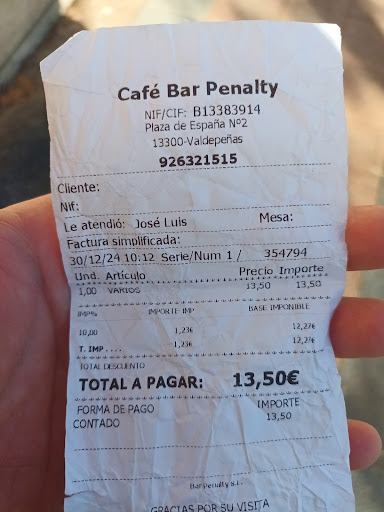 Café Bar Penalty
NIF/CIF: B13383914
Plaza de España Nº2
13300-Valdepeñas
926321515
Cliente:
Nif:
Le atendió: José Luis Mesa:
Factura simplificada:
30/12/24 10:12 Serie/Num 1 / 354794
Und. Artículo Precio Importe
1,00 VARIOS 13,50 13,50
IMP% IMPORTE IMP BASE IMPONIBLE
10,00 1,23€ 12,27€
T. IMP .... 1,23€ 12,27€
TOTAL DESCUENTO
TOTAL A PAGAR: 13,50€
FORMA DE PAGO IMPORTE
CONTADO 13,50
Bar Penalty s.l.
GRACIAS POR SU VISITA